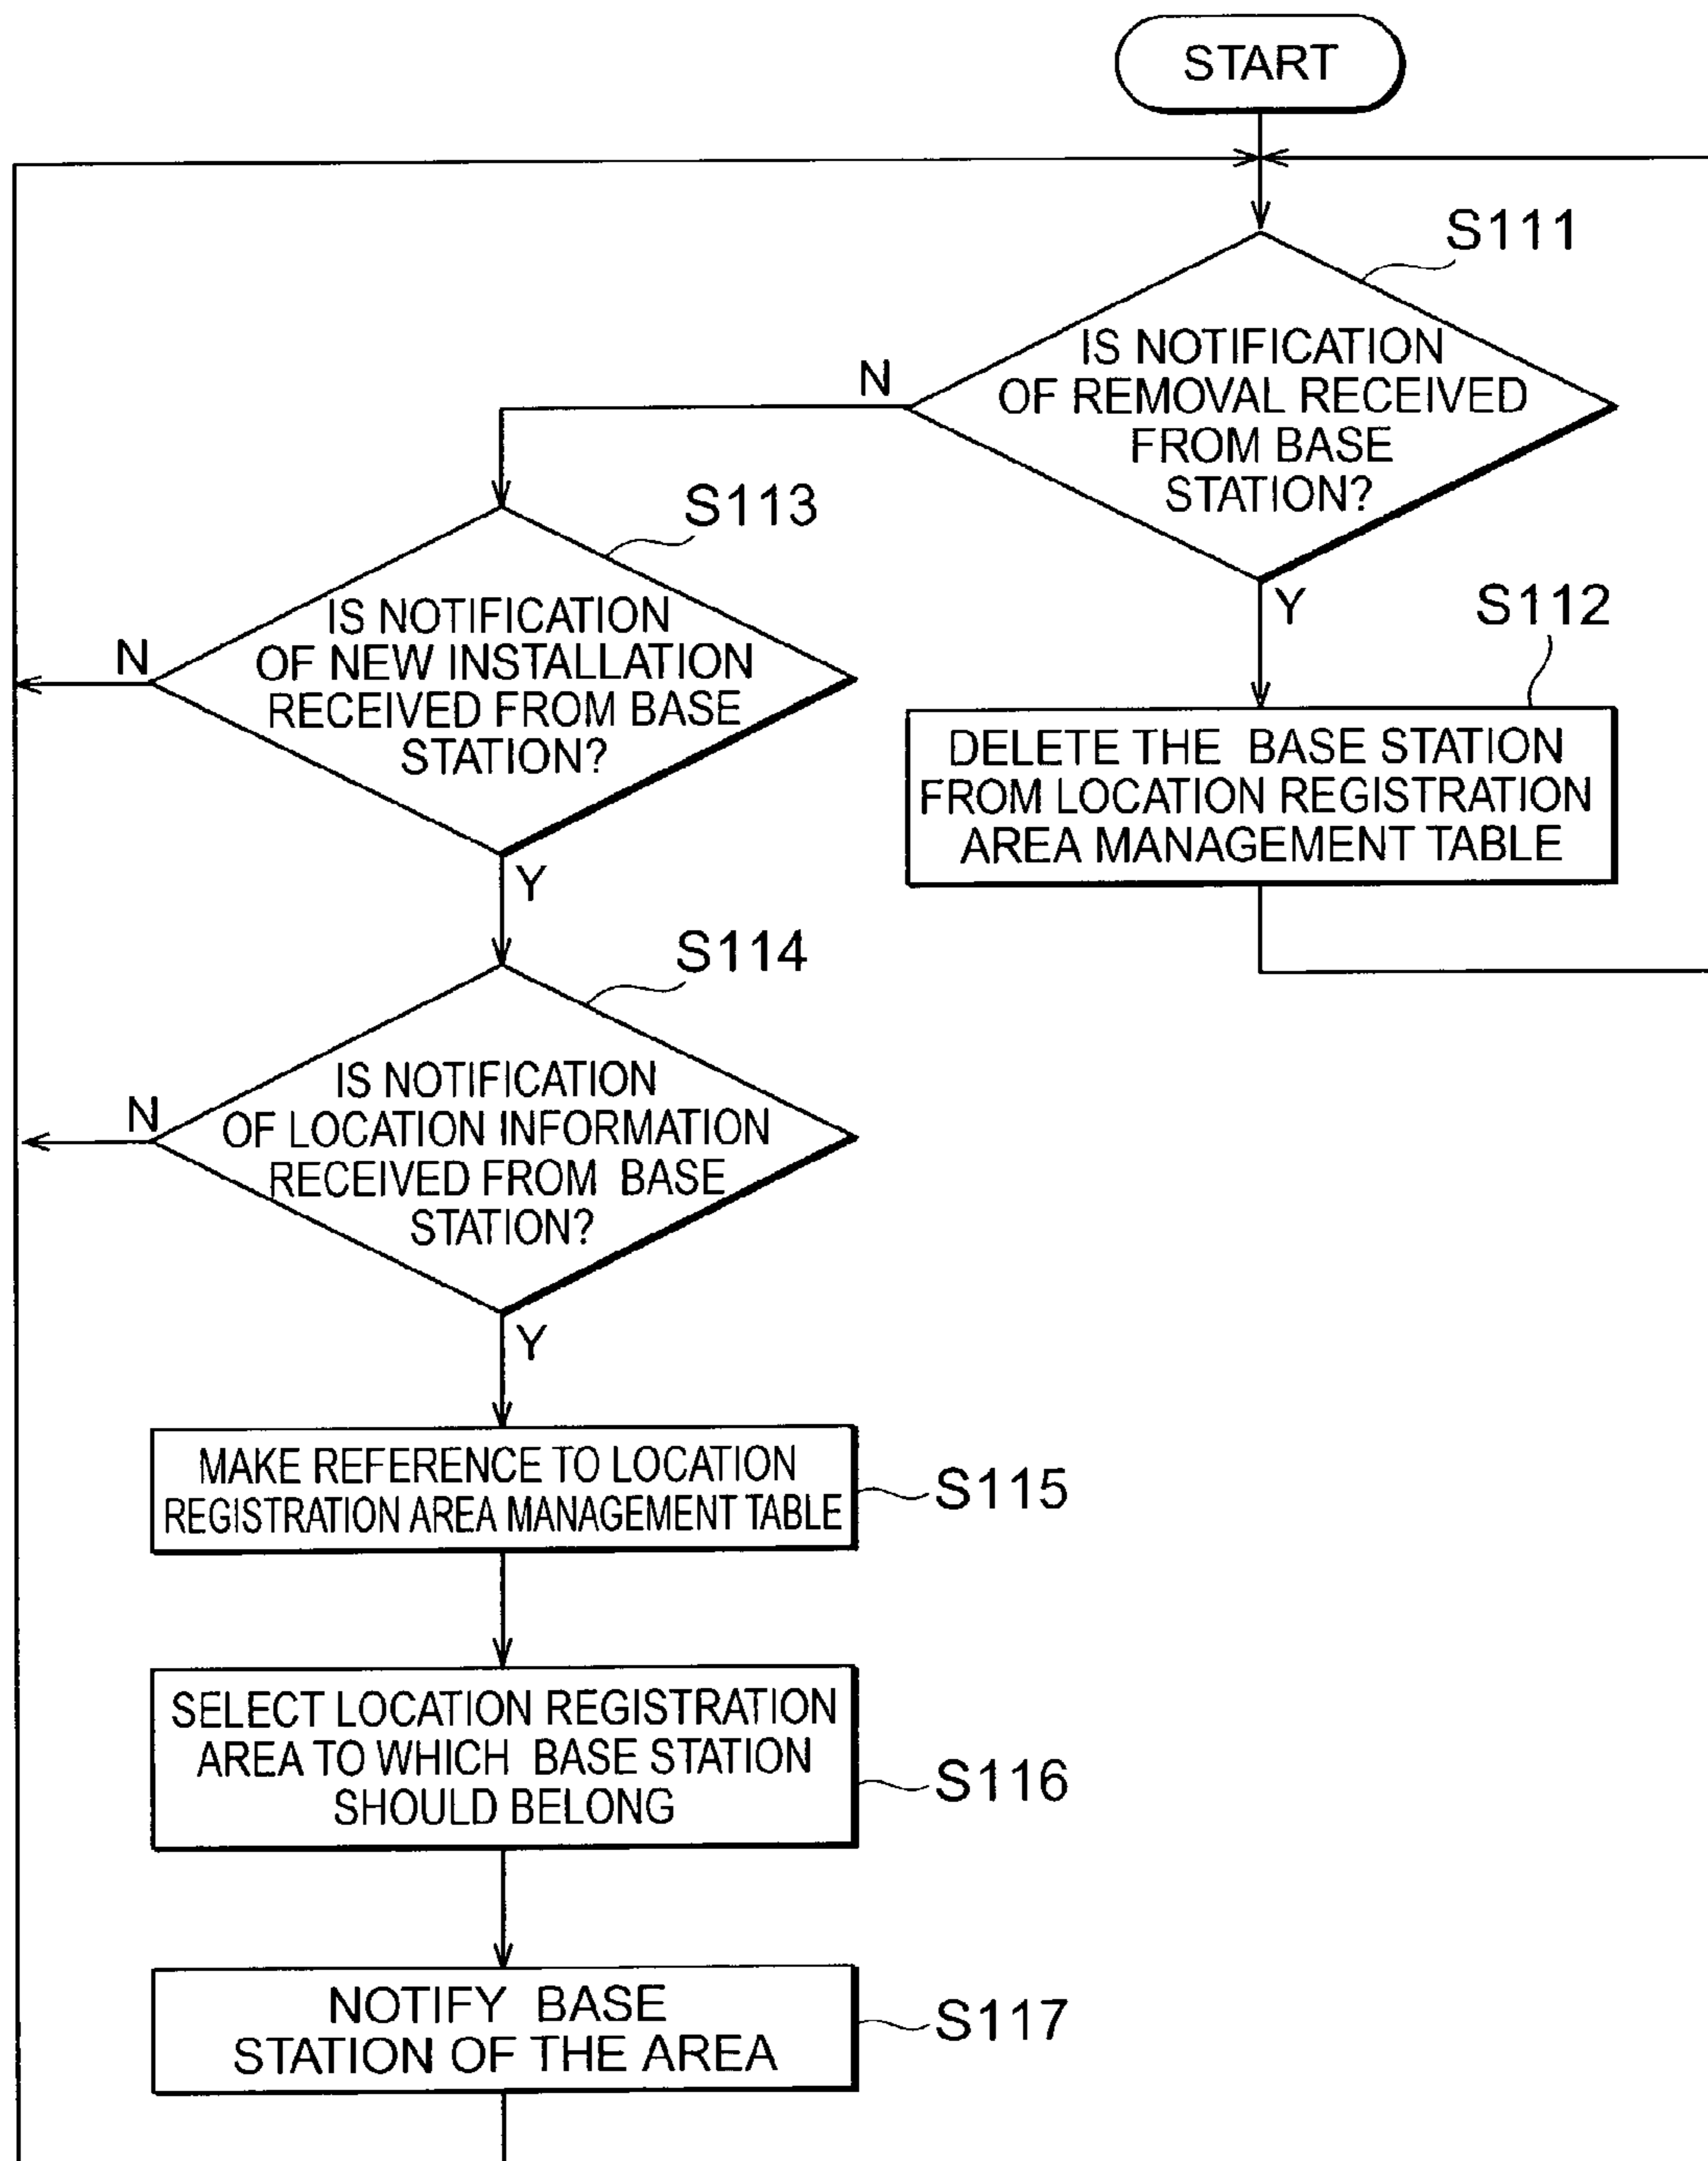 START
S111
IS NOTIFICATION
OF REMOVAL RECEIVED
FROM BASE
STATION?
N
Y
S113
IS NOTIFICATION
OF NEW INSTALLATION
RECEIVED FROM BASE
STATION?
N
Y
S112
DELETE THE BASE STATION
FROM LOCATION REGISTRATION
AREA MANAGEMENT TABLE
S114
IS NOTIFICATION
OF LOCATION INFORMATION
RECEIVED FROM BASE
STATION?
N
Y
MAKE REFERENCE TO LOCATION
REGISTRATION AREA MANAGEMENT TABLE
S115
SELECT LOCATION REGISTRATION
AREA TO WHICH BASE STATION
SHOULD BELONG
S116
NOTIFY BASE
STATION OF THE AREA
S117